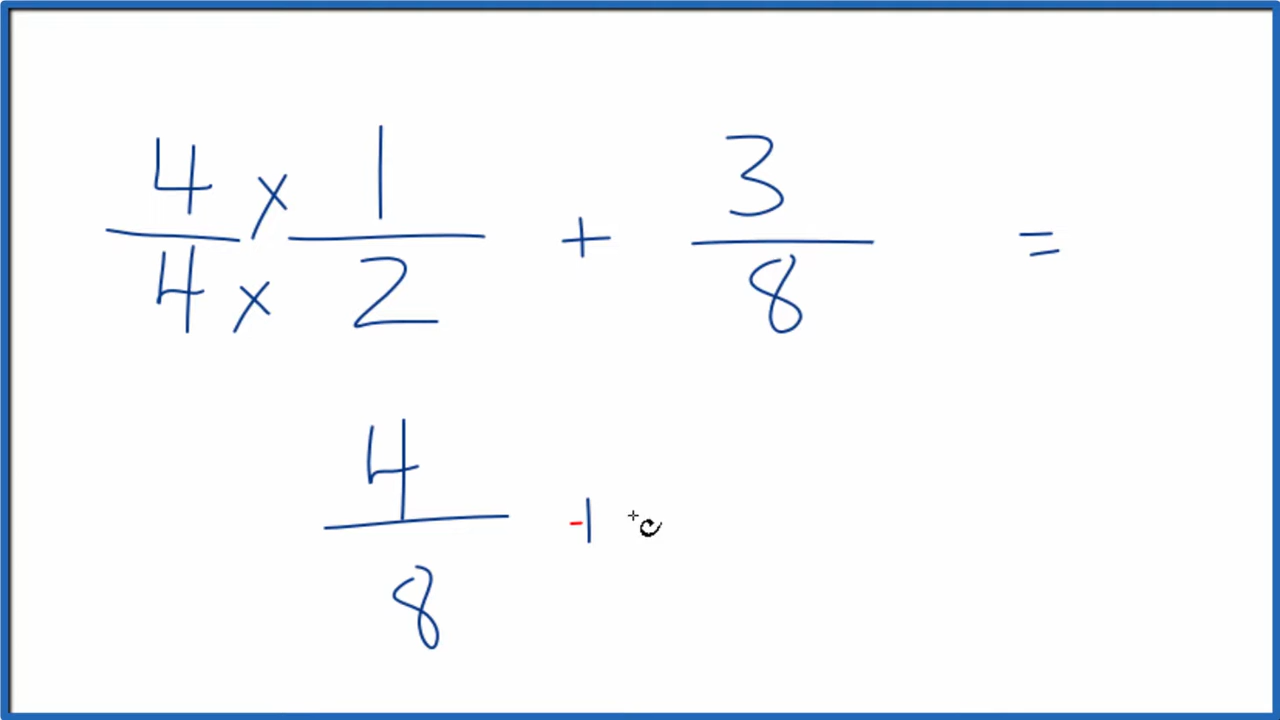 4/4 × 1/2 + 3/8 =
4/8 +